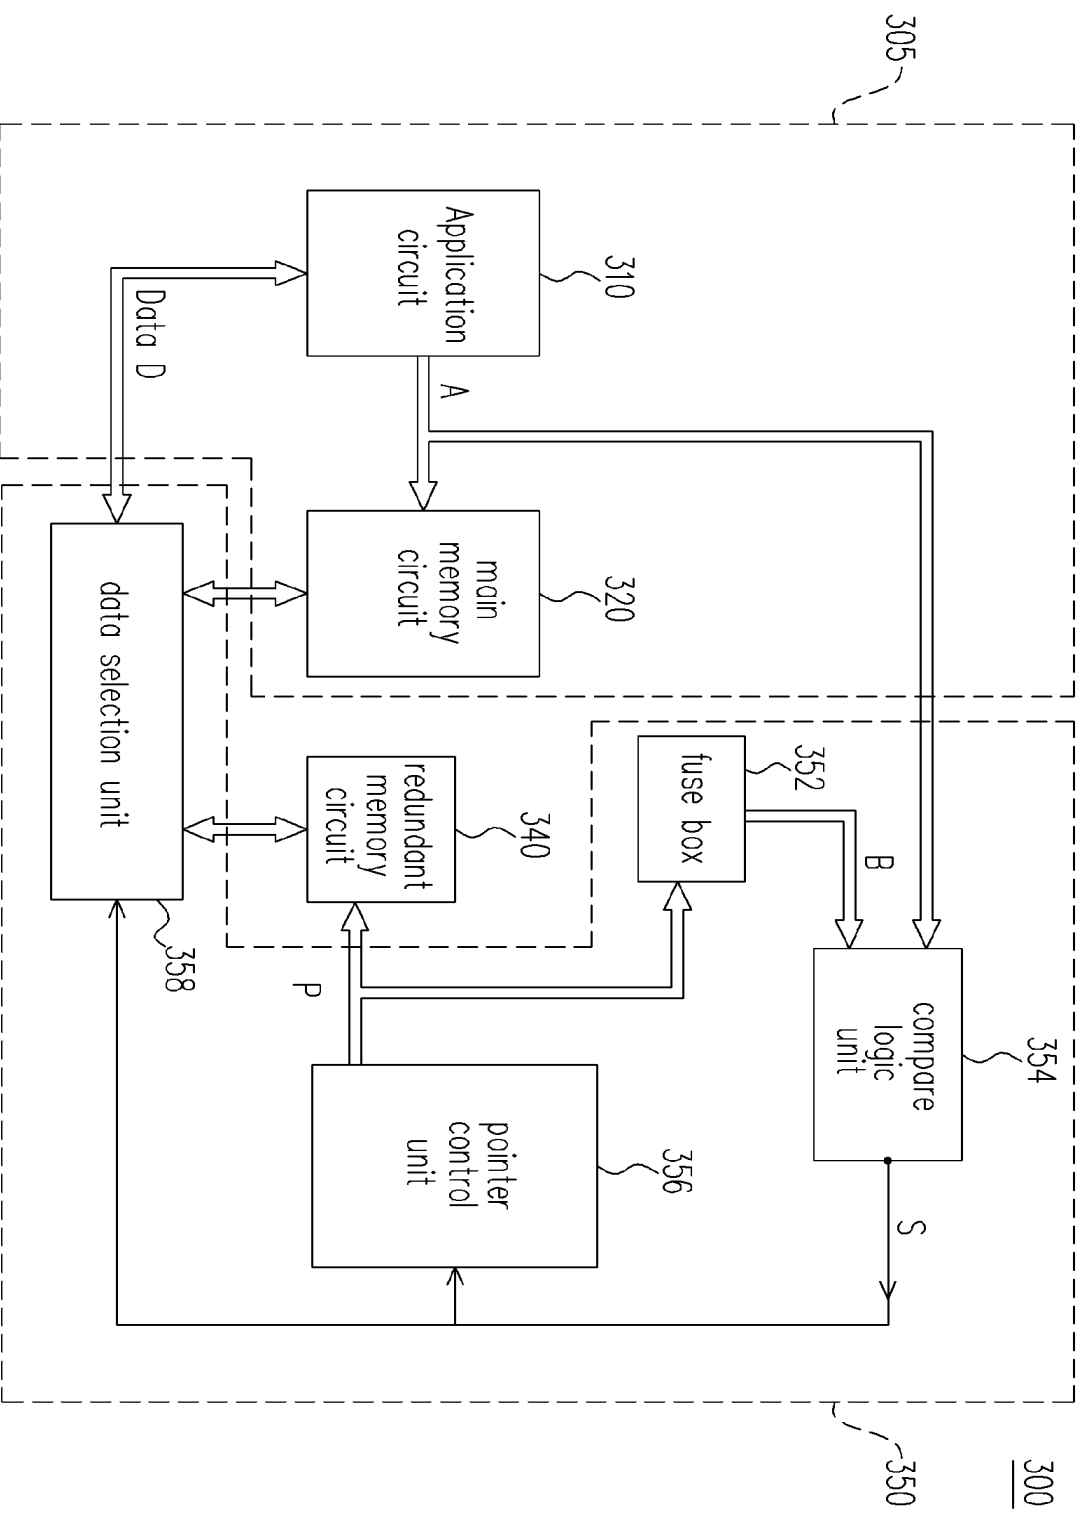 300
305
350
354
compare
logic
unit
S
352
fuse box
B
310
Application
circuit
A
320
main
memory
circuit
340
redundant
memory
circuit
356
pointer
control
unit
P
Data D
data selection unit
358